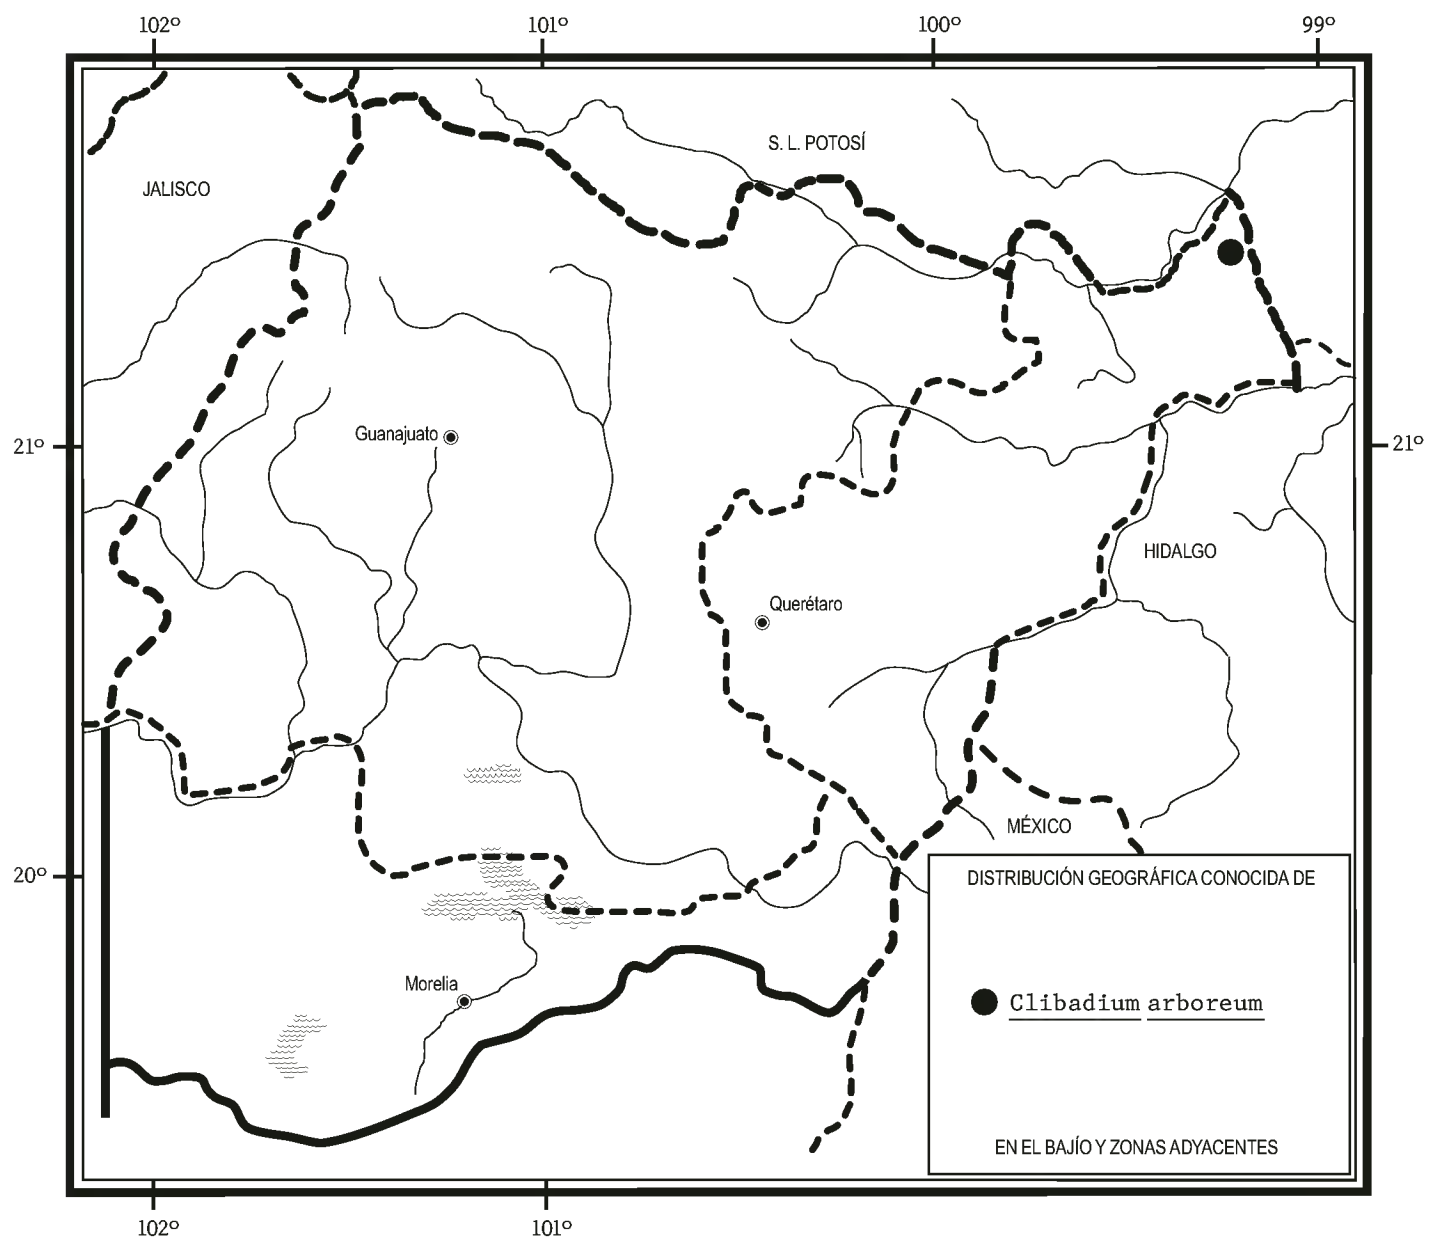 102º 101º 100º 99º
S. L. POTOSÍ
JALISCO
Guanajuato
21º 21º
HIDALGO
Querétaro
MÉXICO
20º
DISTRIBUCIÓN GEOGRÁFICA CONOCIDA DE
Morelia
Clibadium arboreum
EN EL BAJÍO Y ZONAS ADYACENTES
102º 101º